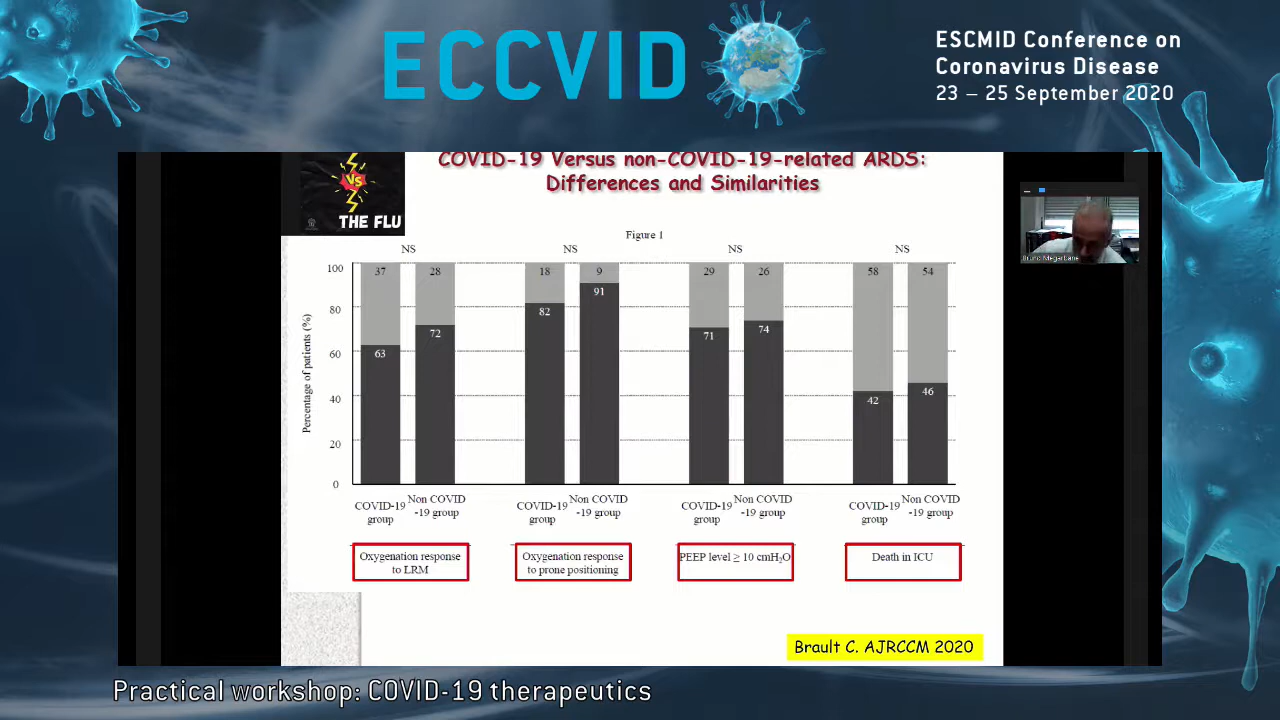 ECCVID
ESCMID Conference on
Coronavirus Disease
23 – 25 September 2020
VS
THE FLU
COVID-19 Versus non-COVID-19-related ARDS:
Differences and Similarities
Bruno Megarbane
Figure 1
NS NS NS NS
Percentage of patients (%)
100
80
60
40
20
0
37 28 18 9 29 26 58 54
63 72 82 91 71 74 42 46
COVID-19 group
Non COVID -19 group
COVID-19 group
Non COVID -19 group
COVID-19 group
Non COVID -19 group
COVID-19 group
Non COVID -19 group
Oxygenation response
to LRM
Oxygenation response
to prone positioning
PEEP level ≥ 10 cmH₂O
Death in ICU
Brault C. AJRCCM 2020
Practical workshop: COVID-19 therapeutics